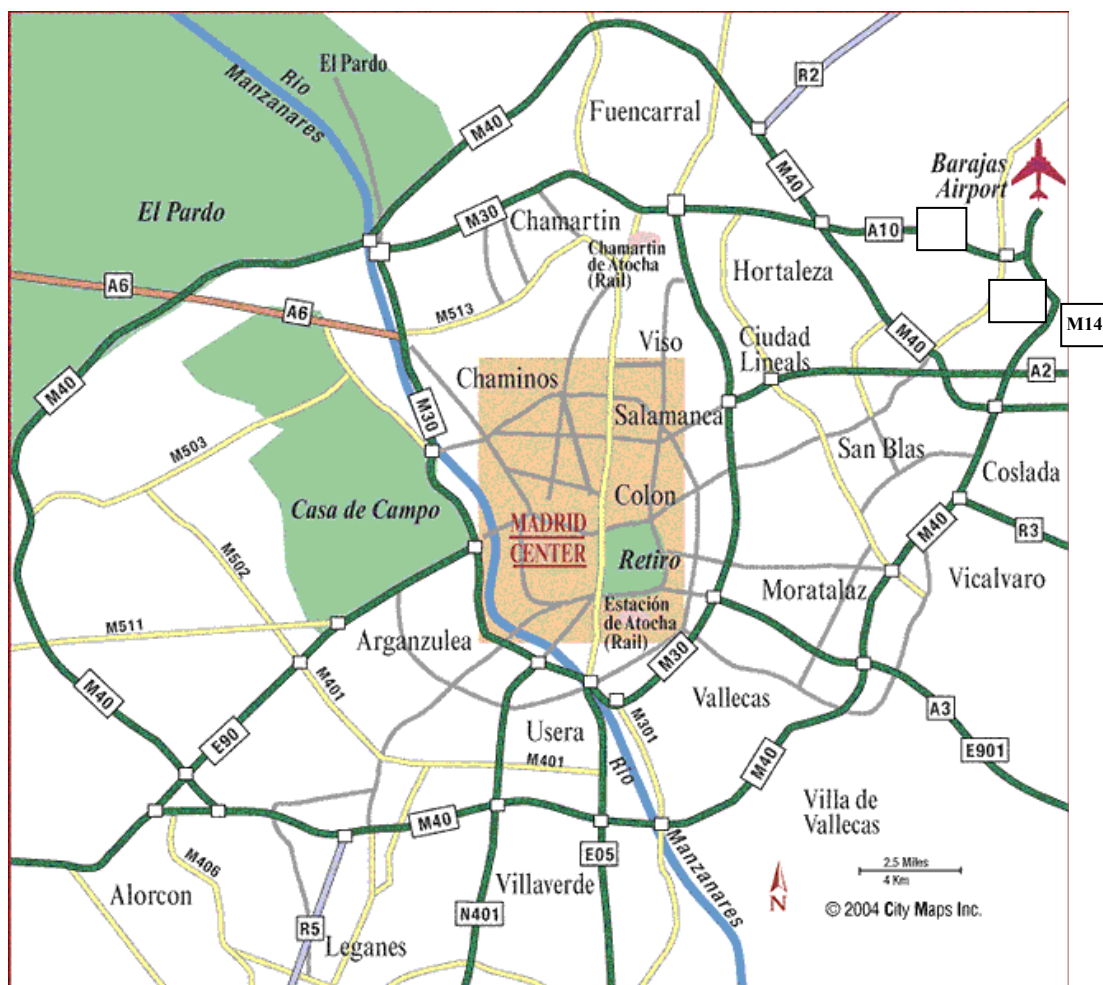 El Pardo
Rio
Manzanares
R2
Fuencarral
M40
M40
Barajas
Airport
El Pardo
M30
Chamartin
A10
Chamartin
de Atocha
(Rail)
Hortaleza
A6
A6
M513
Viso
Ciudad
Lineals
M40
M14
M40
Chaminos
A2
M30
Salamanca
M503
San Blas
Coslada
Casa de Campo
Colon
MADRID
CENTER
M40
R3
M502
Retiro
Moratalaz
Vicalvaro
M511
Arganzulea
Estación
de Atocha
(Rail)
M30
M40
M401
Vallecas
A3
E90
Usera
M301
E901
M401
Rio
M40
Villa de
Vallecas
M40
Manzanares
M406
E05
2.5 Miles
4 Km
Alorcon
Villaverde
N401
© 2004 City Maps Inc.
R5
Leganes